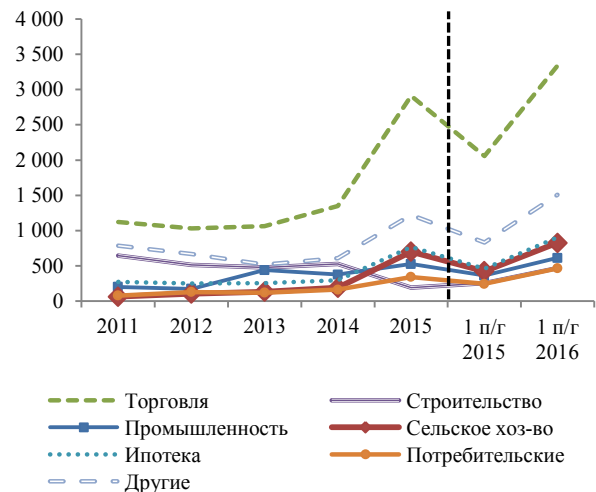 4 000
3 500
3 000
2 500
2 000
1 500
1 000
500
0
2011 2012 2013 2014 2015 1 п/г 1 п/г
2015 2016
Торговля Строительство
Промышленность Сельское хоз-во
Ипотека Потребительские
Другие